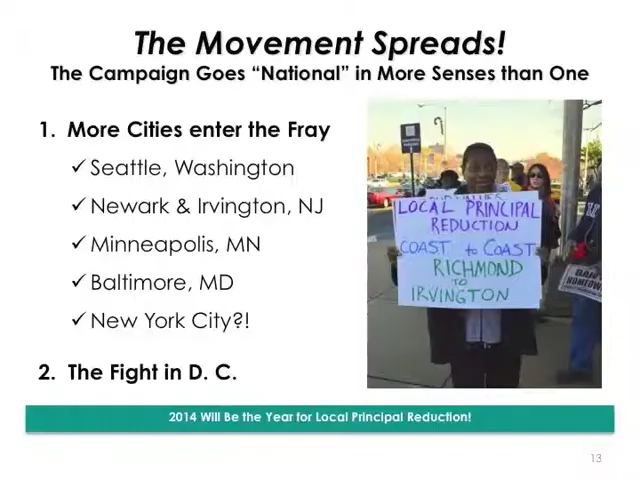 The Movement Spreads!
The Campaign Goes “National” in More Senses than One
1. More Cities enter the Fray
✓ Seattle, Washington
✓ Newark & Irvington, NJ
✓ Minneapolis, MN
✓ Baltimore, MD
✓ New York City?!
2. The Fight in D. C.
LOCAL PRINCIPAL
REDUCTION
COAST to COAST
RICHMOND
TO
IRVINGTON
2014 Will Be the Year for Local Principal Reduction!
13